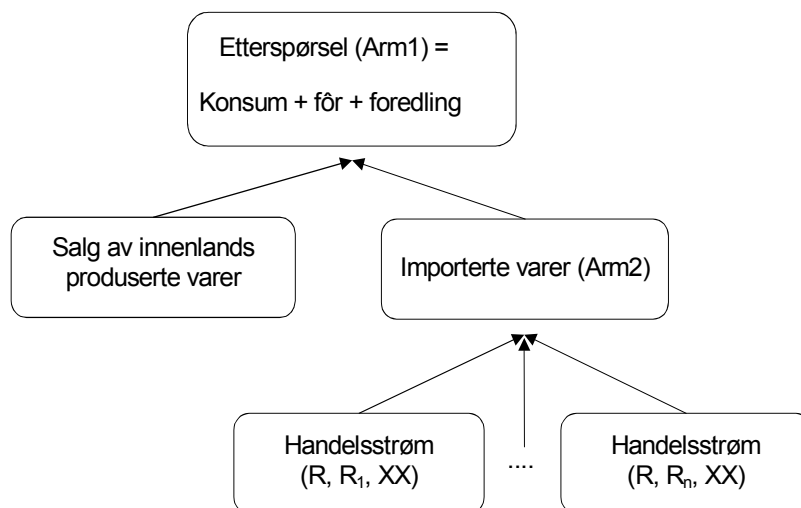 Etterspørsel (Arm1) =
Konsum + fôr + foredling
Salg av innenlands
produserte varer
Importerte varer (Arm2)
Handelsstrøm
(R, R₁, XX)
....
Handelsstrøm
(R, Rₙ, XX)